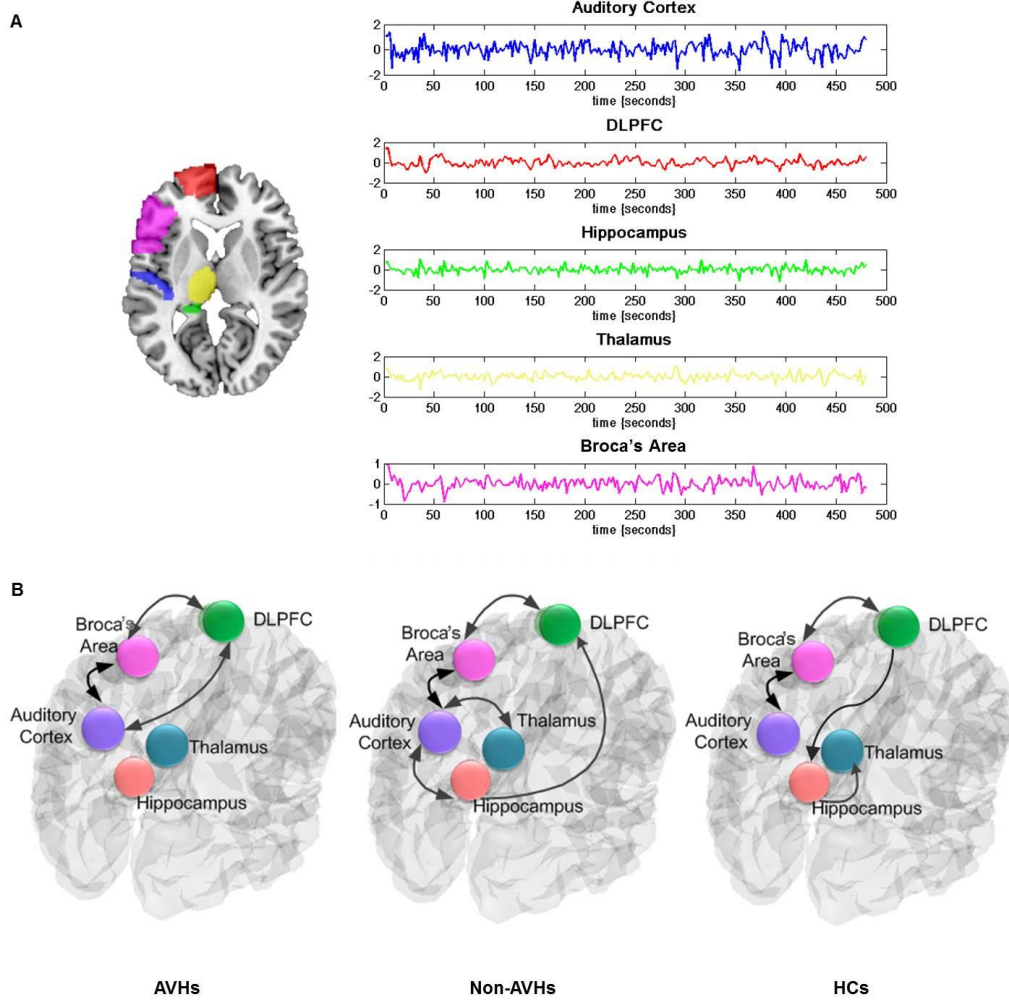 A
Auditory Cortex
2
0
-2
0 50 100 150 200 250 300 350 400 450 500
time {seconds}
DLPFC
2
0
-2
0 50 100 150 200 250 300 350 400 450 500
time {seconds}
Hippocampus
2
0
-2
0 50 100 150 200 250 300 350 400 450 500
time {seconds}
Thalamus
2
0
-2
0 50 100 150 200 250 300 350 400 450 500
time {seconds}
Broca's Area
1
0
-1
0 50 100 150 200 250 300 350 400 450 500
time {seconds}
B
Broca's
Area
DLPFC
Auditory
Cortex
Thalamus
Hippocampus
AVHs
Broca's
Area
DLPFC
Auditory
Cortex
Thalamus
Hippocampus
Non-AVHs
Broca's
Area
DLPFC
Auditory
Cortex
Thalamus
Hippocampus
HCs